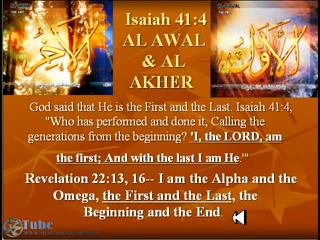 Isaiah 41:4
AL AWAL
& AL
AKHER
الآخر
الأول
God said that He is the First and the Last. Isaiah 41:4,
"Who has performed and done it, Calling the
generations from the beginning? 'I, the LORD, am
the first; And with the last I am He.'"
Revelation 22:13, 16-- I am the Alpha and the
Omega, the First and the Last, the
Beginning and the End.
Tube